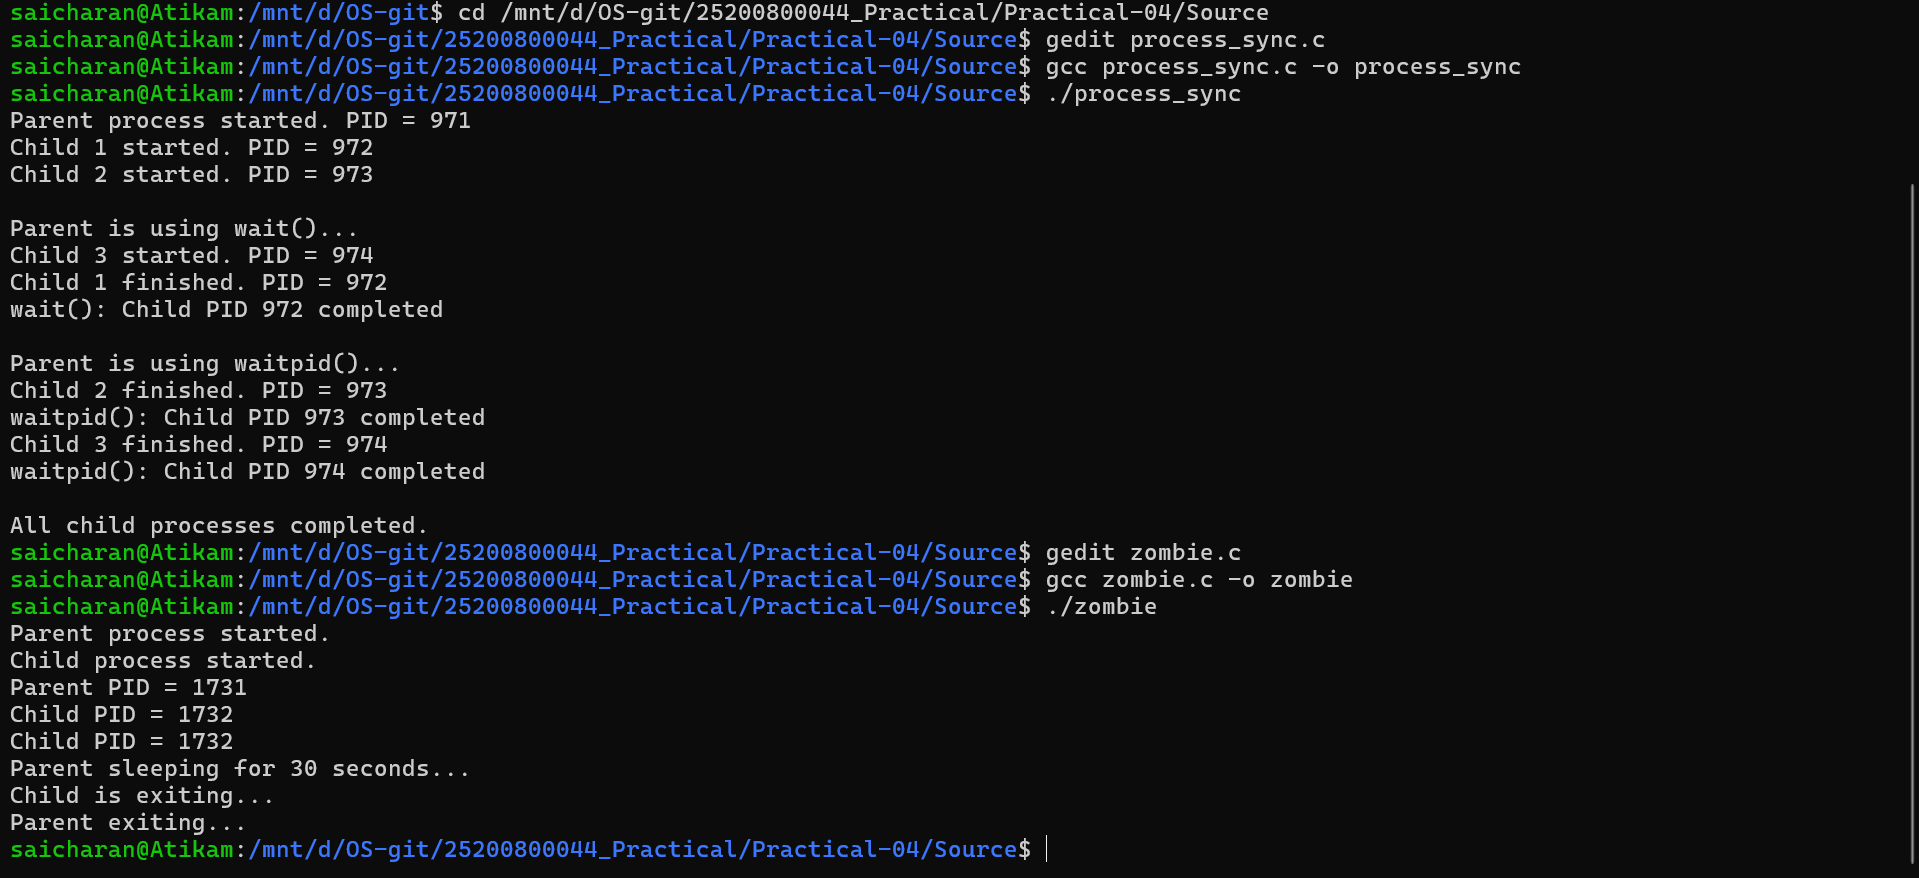 saicharan@Atikam:/mnt/d/OS-git$ cd /mnt/d/OS-git/25200800044_Practical/Practical-04/Source
saicharan@Atikam:/mnt/d/OS-git/25200800044_Practical/Practical-04/Source$ gedit process_sync.c
saicharan@Atikam:/mnt/d/OS-git/25200800044_Practical/Practical-04/Source$ gcc process_sync.c -o process_sync
saicharan@Atikam:/mnt/d/OS-git/25200800044_Practical/Practical-04/Source$ ./process_sync
Parent process started. PID = 971
Child 1 started. PID = 972
Child 2 started. PID = 973

Parent is using wait()...
Child 3 started. PID = 974
Child 1 finished. PID = 972
wait(): Child PID 972 completed

Parent is using waitpid()...
Child 2 finished. PID = 973
waitpid(): Child PID 973 completed
Child 3 finished. PID = 974
waitpid(): Child PID 974 completed

All child processes completed.
saicharan@Atikam:/mnt/d/OS-git/25200800044_Practical/Practical-04/Source$ gedit zombie.c
saicharan@Atikam:/mnt/d/OS-git/25200800044_Practical/Practical-04/Source$ gcc zombie.c -o zombie
saicharan@Atikam:/mnt/d/OS-git/25200800044_Practical/Practical-04/Source$ ./zombie
Parent process started.
Child process started.
Parent PID = 1731
Child PID = 1732
Child PID = 1732
Parent sleeping for 30 seconds...
Child is exiting...
Parent exiting...
saicharan@Atikam:/mnt/d/OS-git/25200800044_Practical/Practical-04/Source$